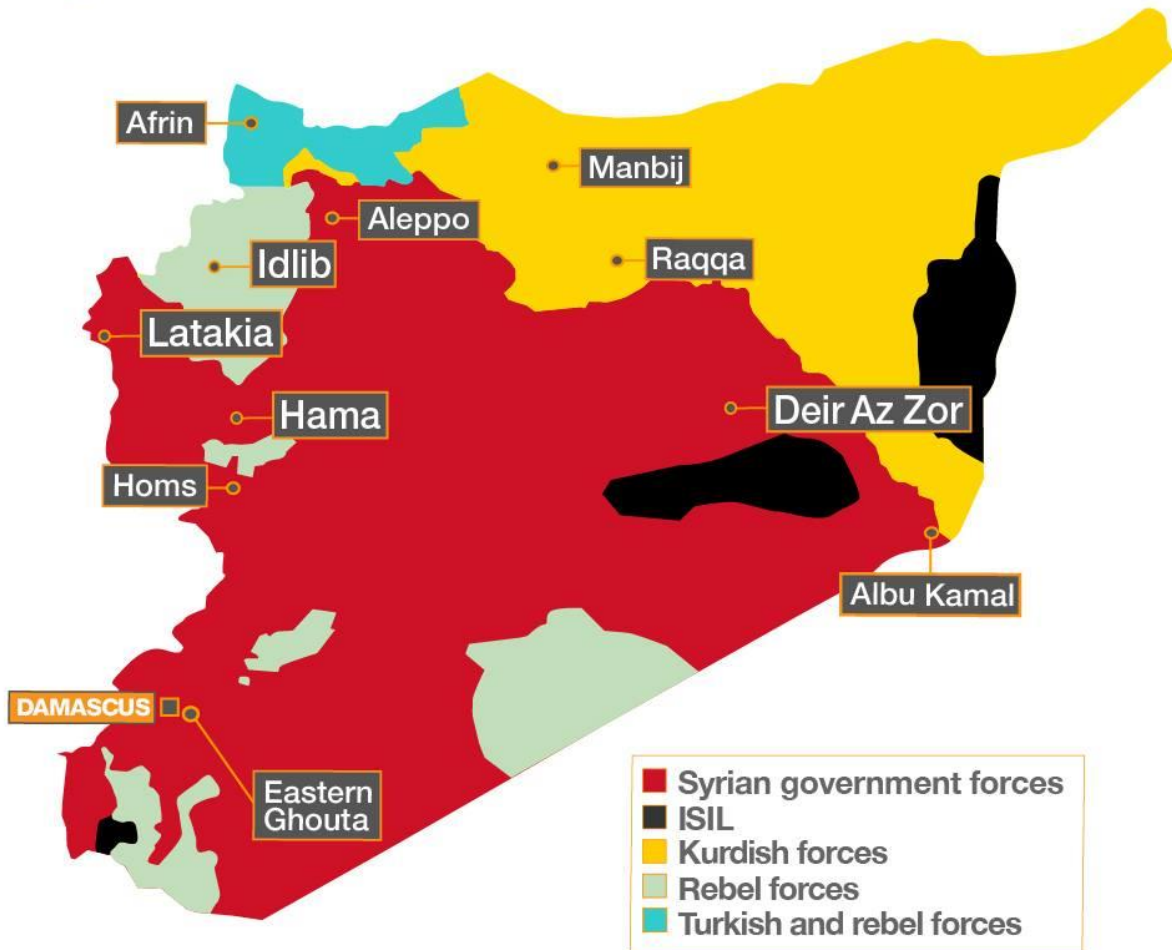 Afrin
Manbij
Aleppo
Idlib
Raqqa
Latakia
Hama
Deir Az Zor
Homs
Albu Kamal
DAMASCUS
Eastern
Ghouta
Syrian government forces
ISIL
Kurdish forces
Rebel forces
Turkish and rebel forces